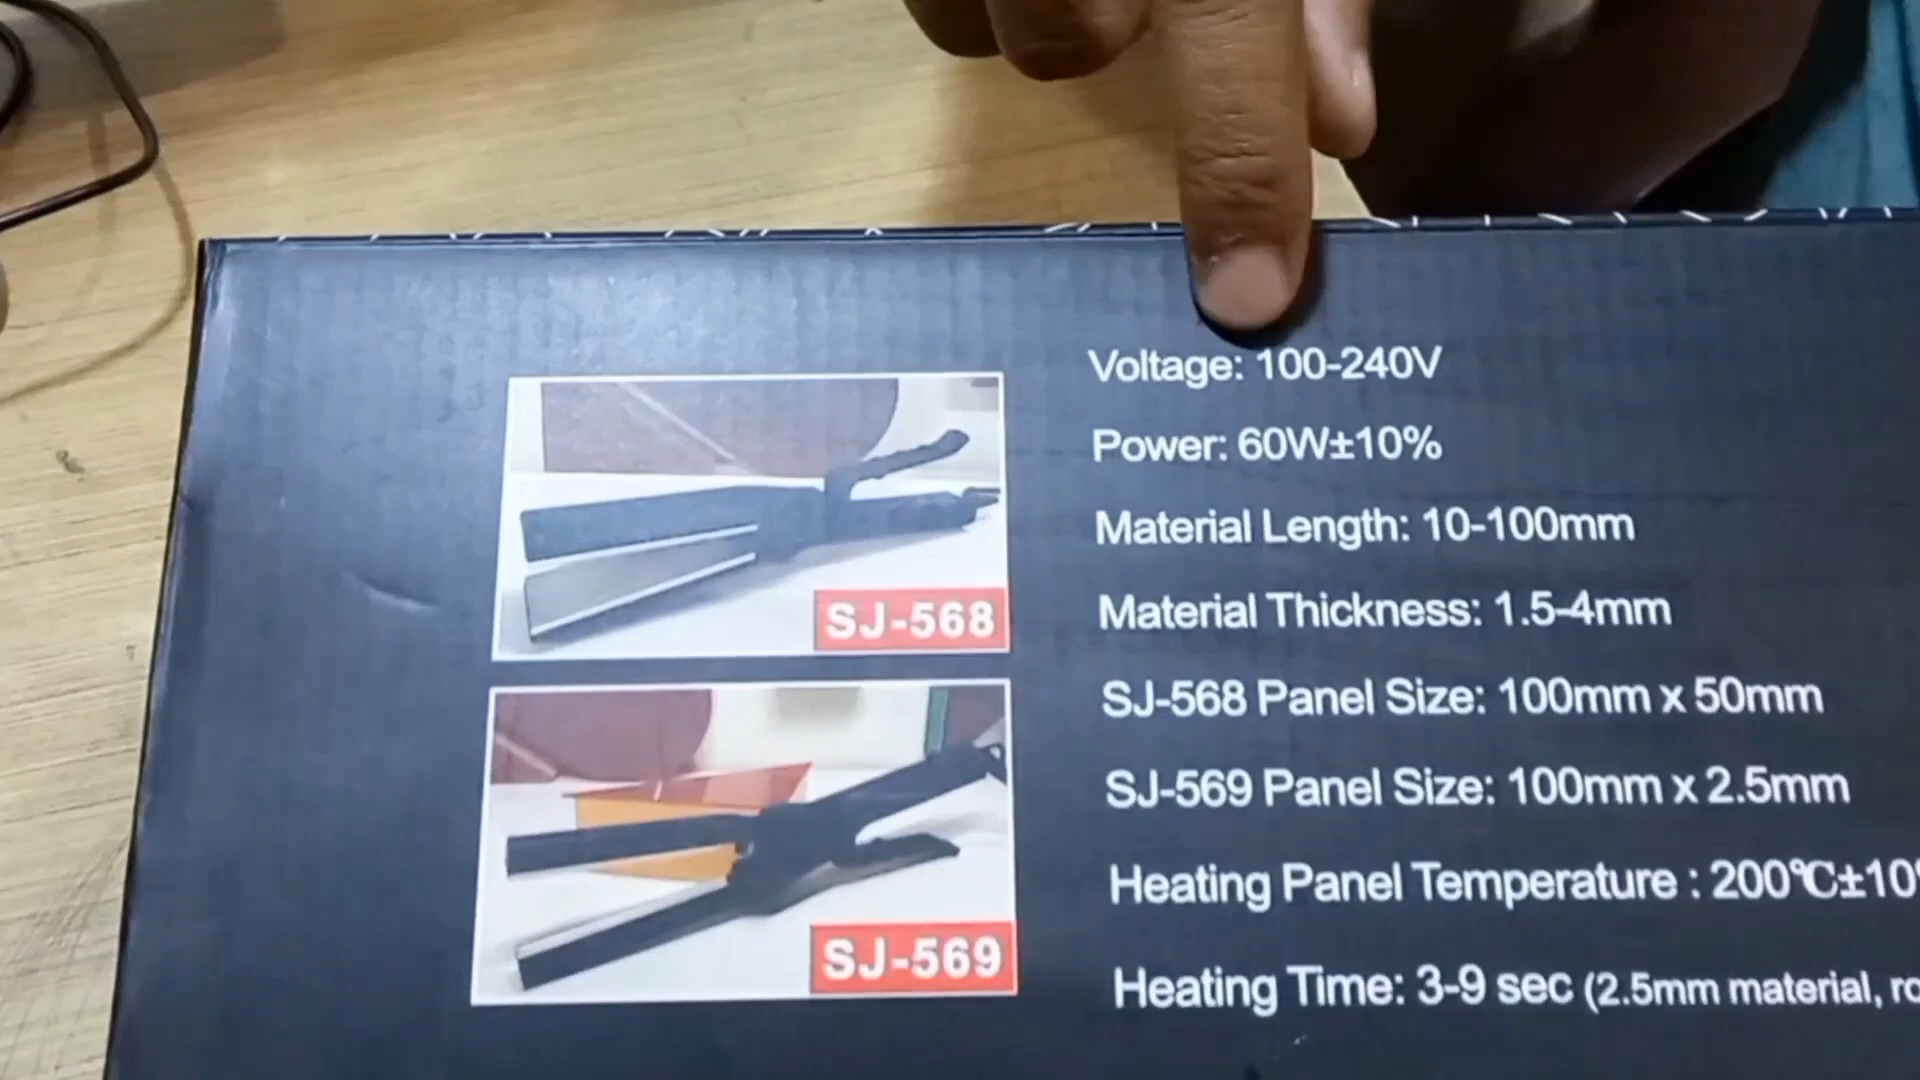 SJ-568
SJ-569
Voltage: 100-240V
Power: 60W±10%
Material Length: 10-100mm
Material Thickness: 1.5-4mm
SJ-568 Panel Size: 100mm x 50mm
SJ-569 Panel Size: 100mm x 2.5mm
Heating Panel Temperature : 200℃±10
Heating Time: 3-9 sec (2.5mm material,